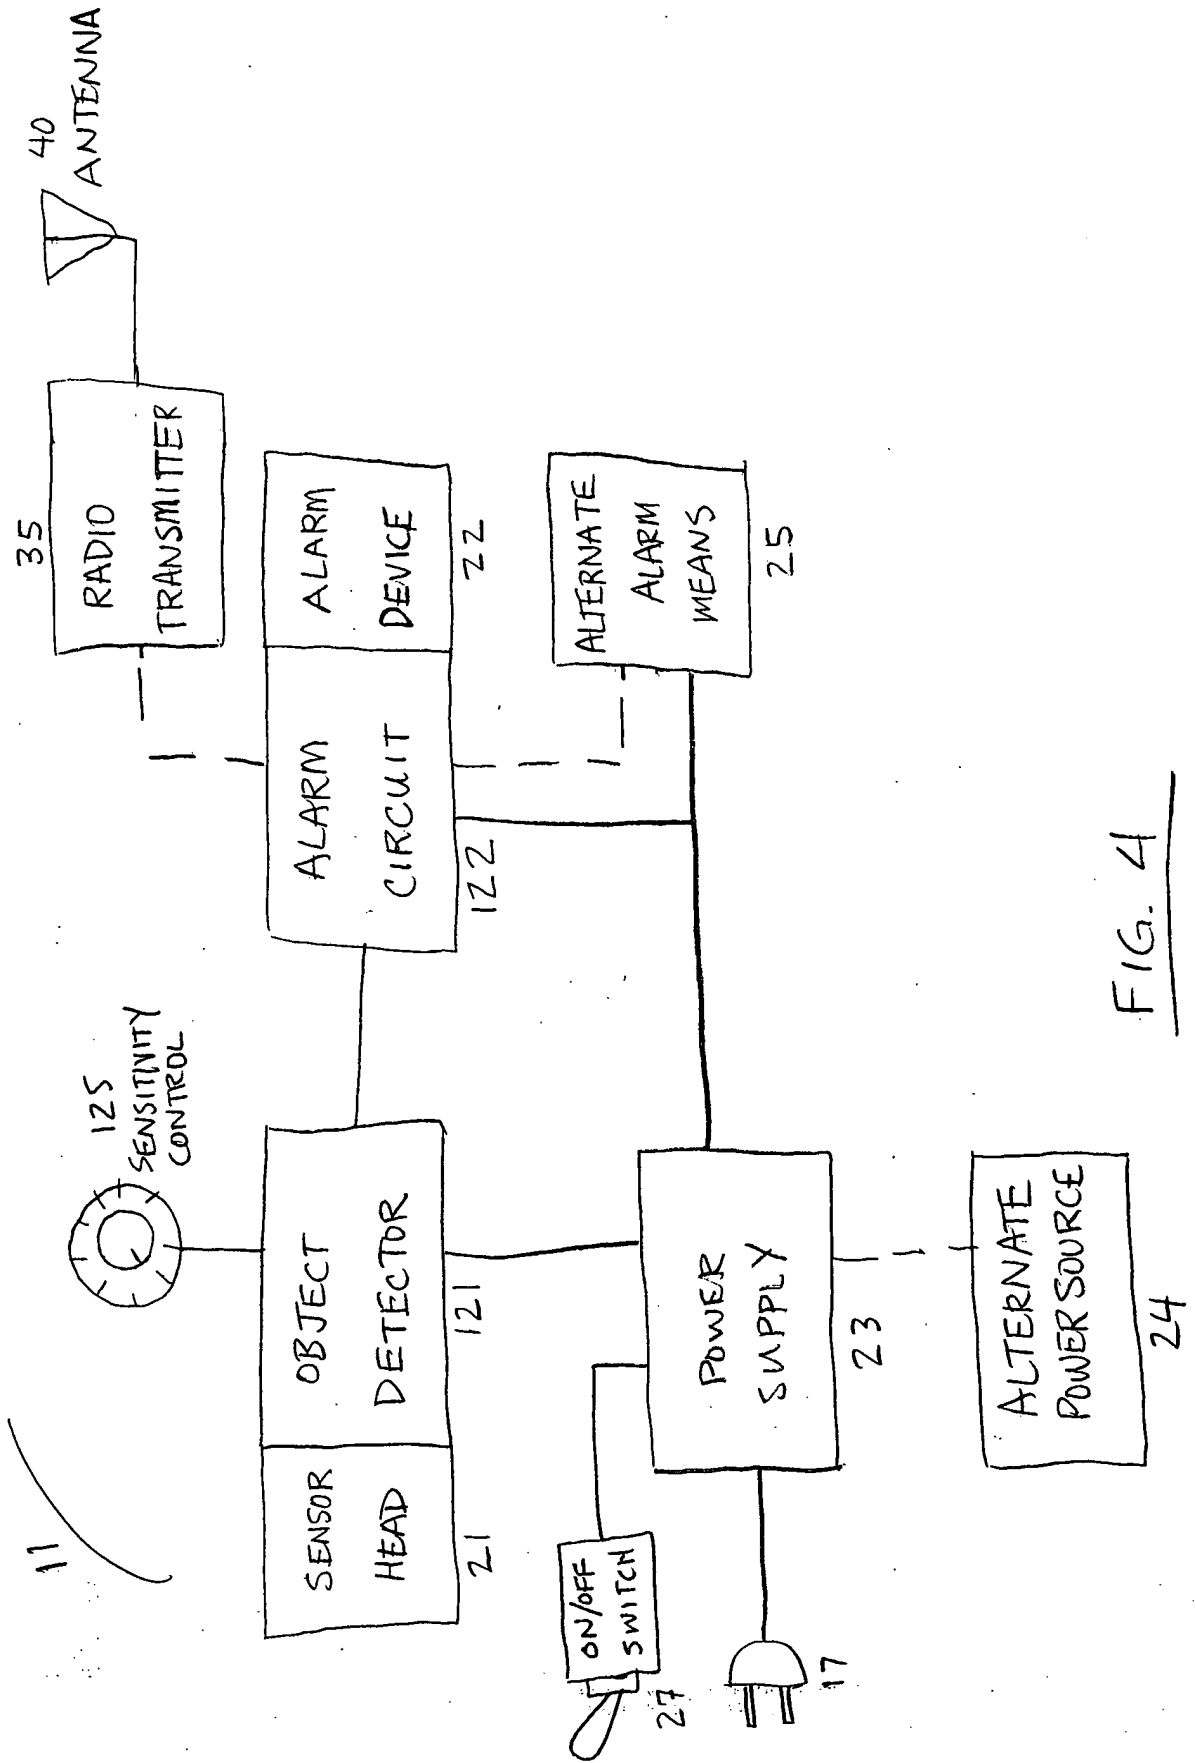 11
125
SENSITIVITY
CONTROL
35
RADIO
TRANSMITTER
40
ANTENNA
SENSOR
HEAD
21
OBJECT
DETECTOR
121
ALARM
CIRCUIT
122
ALARM
DEVICE
22
ON/OFF
SWITCH
27
17
POWER
SUPPLY
23
ALTERNATE
ALARM
MEANS
25
ALTERNATE
POWER SOURCE
24
FIG. 4